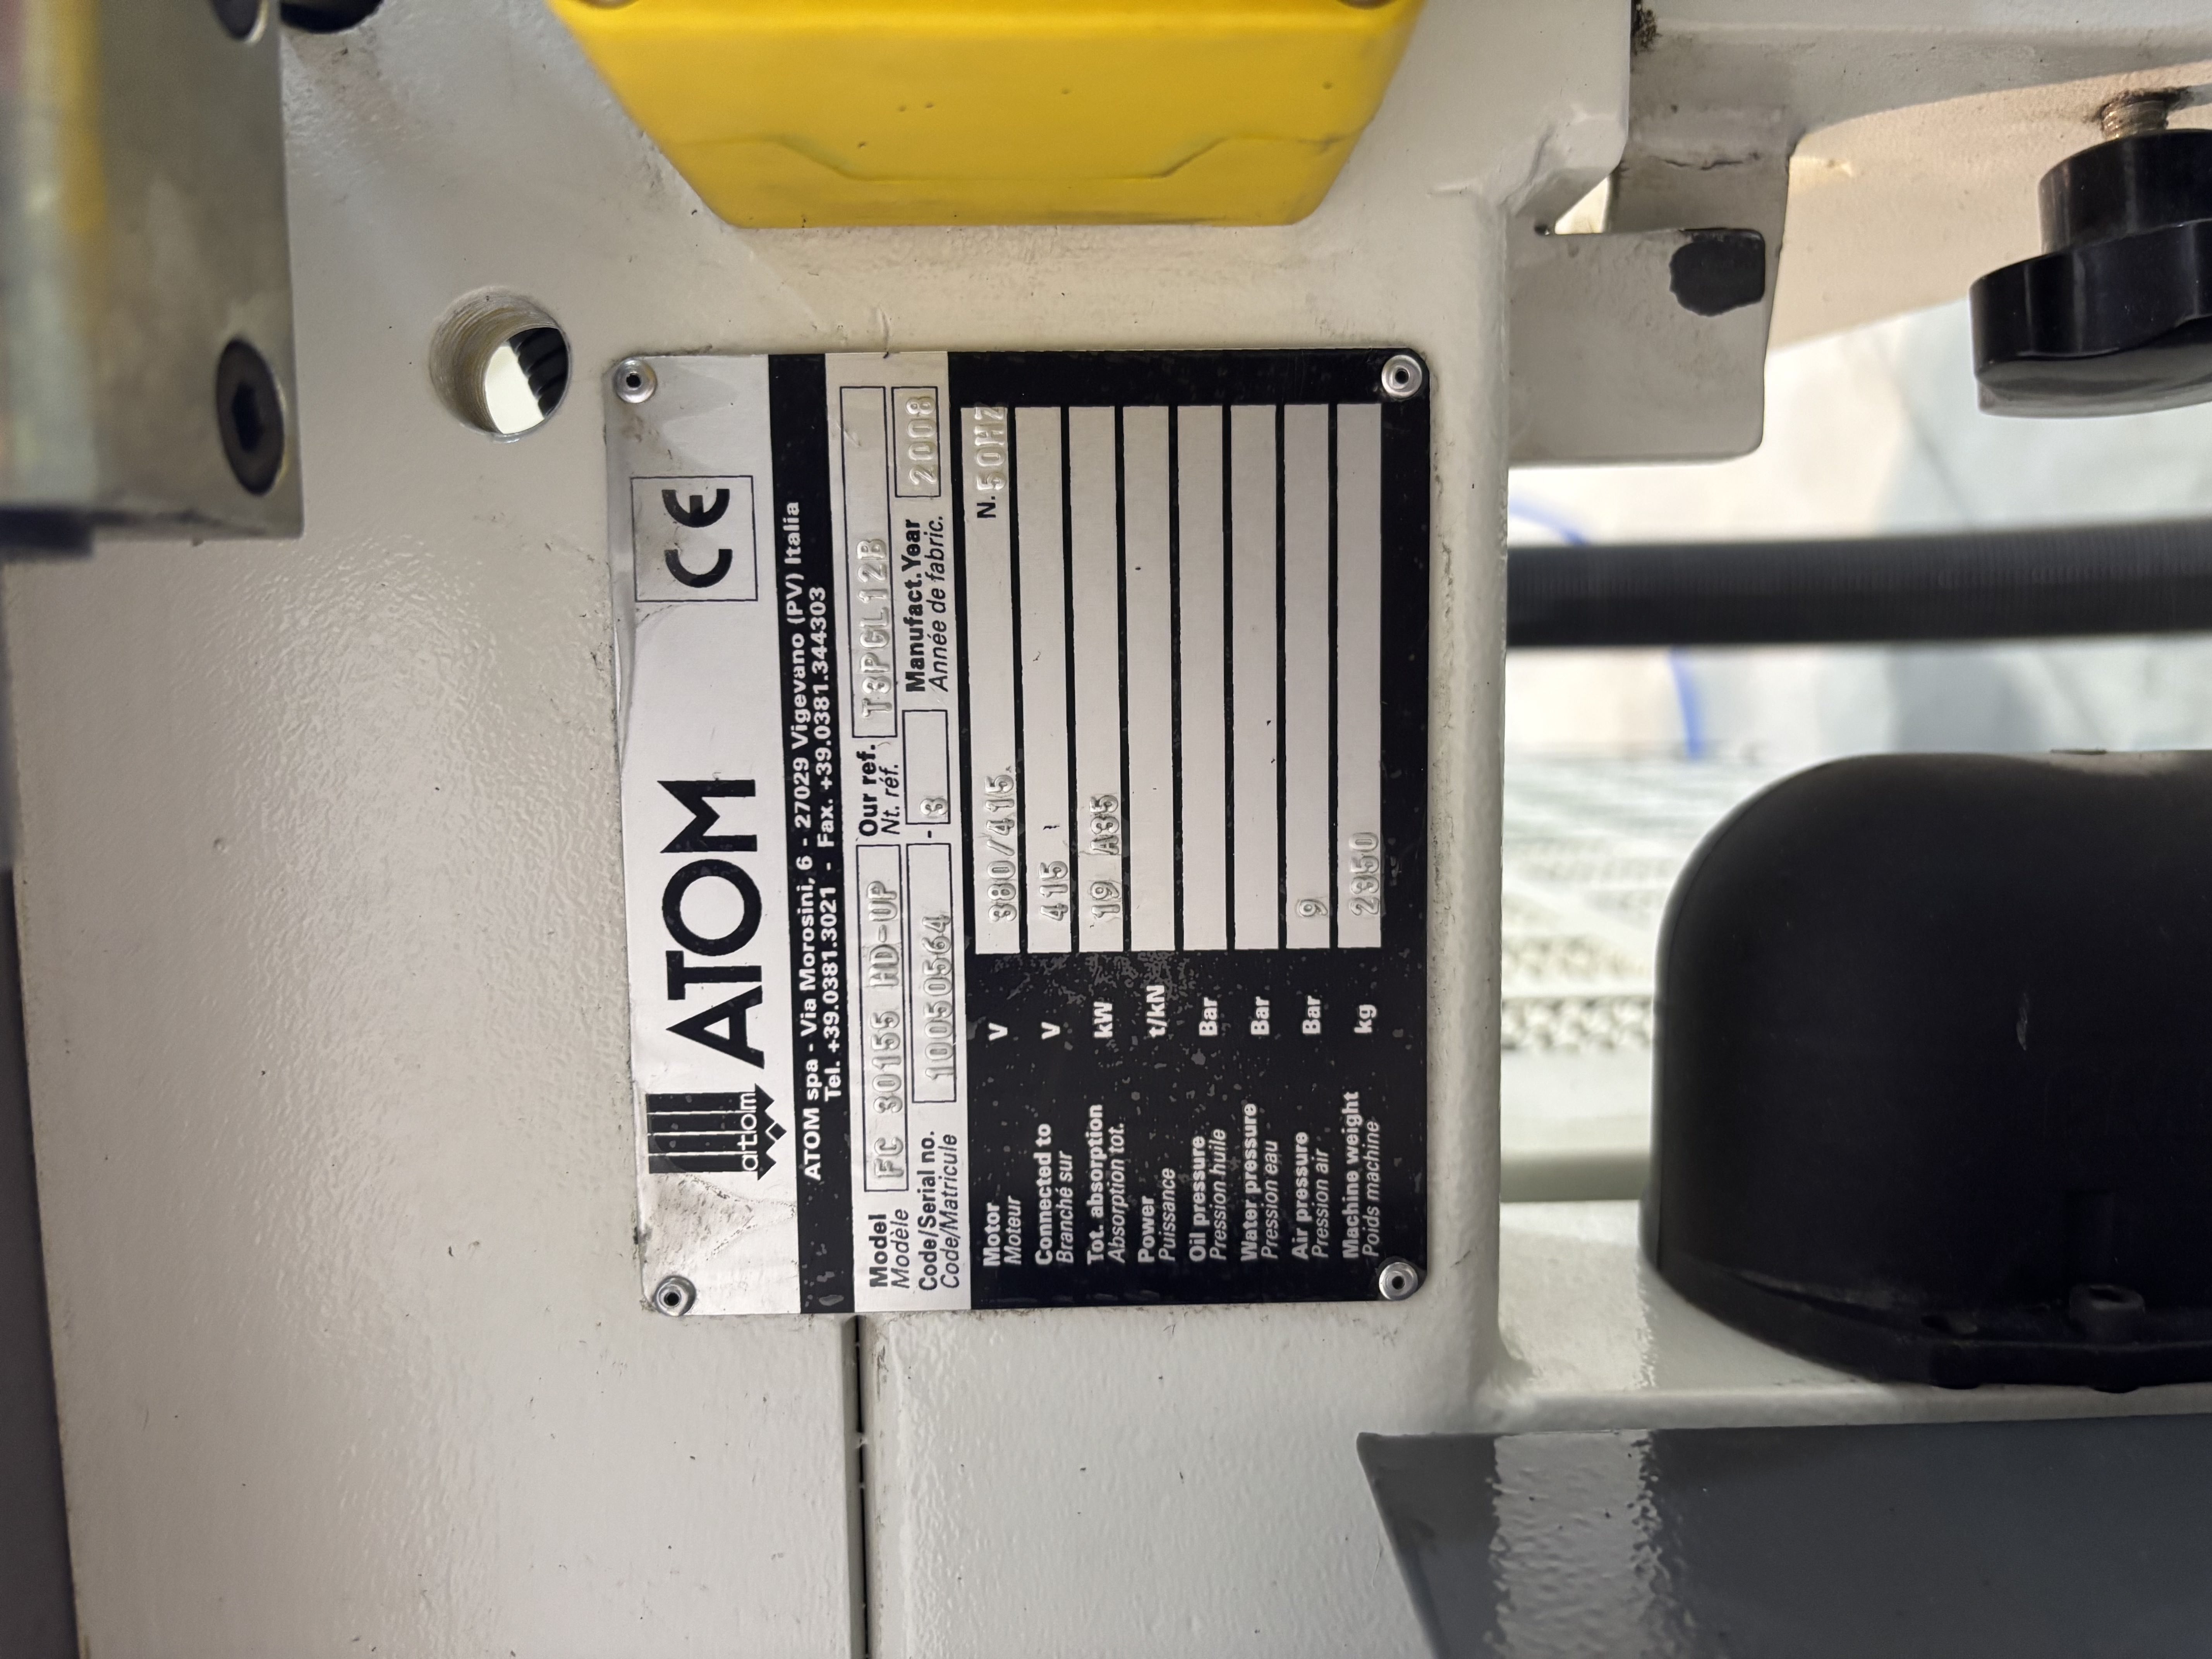 atom
ATOM
CE
ATOM spa - Via Morosini, 6 - 27029 Vigevano (PV) Italia
Tel. +39.0381.3021 - Fax. +39.0381.344303
Model FC 30155 HD-UP Our ref. T3PGL12B
Modèle Nt. réf.
Code/Serial no. 10050564 - 3 Manufact.Year 2008
Code/Matricule Année de fabric.
Motor V 380/415 N. 50HZ
Moteur
Connected to V 415
Branché sur
Tot. absorption kW 19 A35
Absorption tot.
Power t/kN
Puissance
Oil pressure Bar
Pression huile
Water pressure Bar
Pression eau
Air pressure Bar 9
Pression air
Machine weight kg 2350
Poids machine